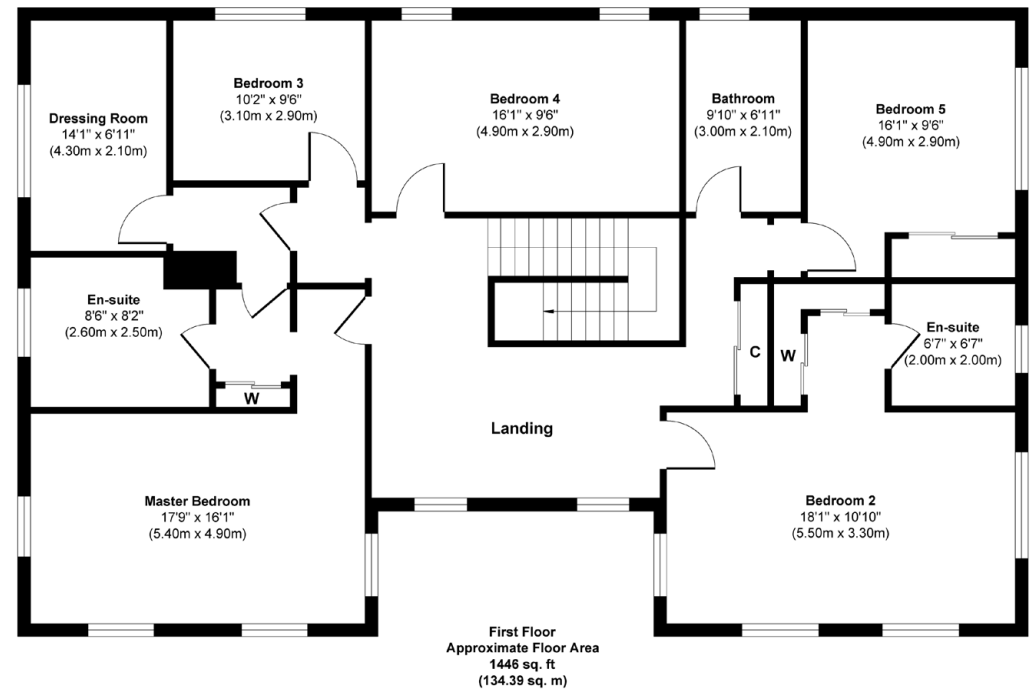 Dressing Room
14'1" x 6'11"
(4.30m x 2.10m)
Bedroom 3
10'2" x 9'6"
(3.10m x 2.90m)
Bedroom 4
16'1" x 9'6"
(4.90m x 2.90m)
Bathroom
9'10" x 6'11"
(3.00m x 2.10m)
Bedroom 5
16'1" x 9'6"
(4.90m x 2.90m)
En-suite
8'6" x 8'2"
(2.60m x 2.50m)
W
C
W
En-suite
6'7" x 6'7"
(2.00m x 2.00m)
Landing
Master Bedroom
17'9" x 16'1"
(5.40m x 4.90m)
Bedroom 2
18'1" x 10'10"
(5.50m x 3.30m)
First Floor
Approximate Floor Area
1446 sq. ft
(134.39 sq. m)